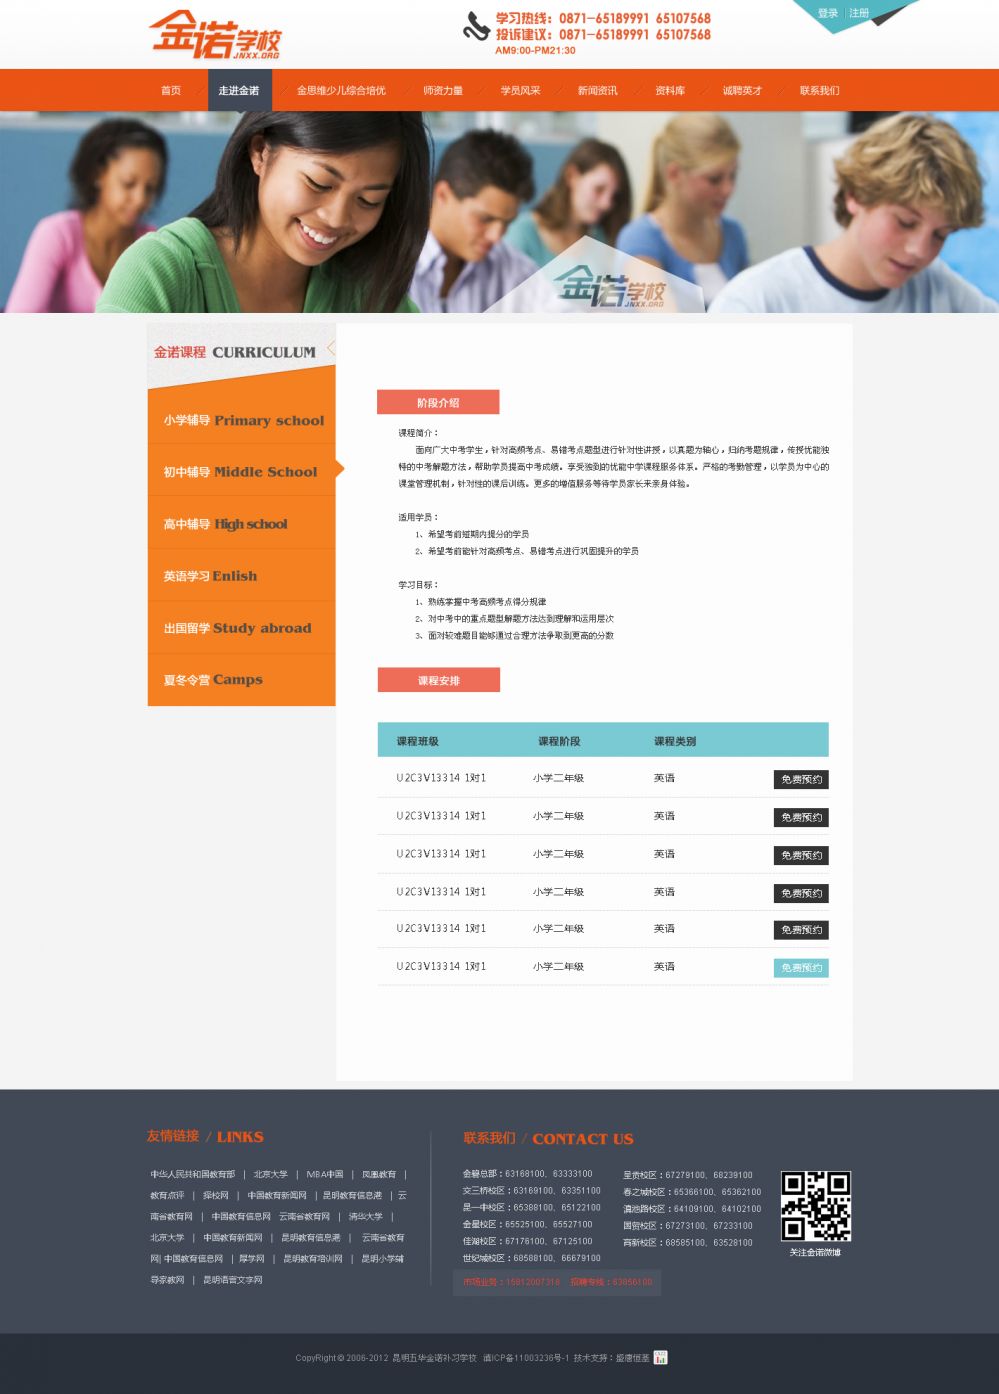 金诺学校
JNXX.ORG
学习热线：0871-65189991 65107568
投诉建议：0871-65189991 65107568
AM9:00-PM21:30
登录 | 注册
首页 走进金诺 金思维少儿综合培优 师资力量 学员风采 新闻资讯 资料库 诚聘英才 联系我们
金诺学校
JNXX.ORG
金诺课程 CURRICULUM
小学辅导 Primary school
初中辅导 Middle School
高中辅导 High school
英语学习 Enlish
出国留学 Study abroad
夏冬令营 Camps
阶段介绍
课程简介：
面向广大中考学生，针对高频考点、易错考点题型进行针对性讲授，以真题为轴心，归纳考题规律，传授优能独
特的中考解题方法，帮助学员提高中考成绩。享受独到的优能中学课程服务体系。严格的考勤管理，以学员为中心的
课堂管理机制，针对性的课后训练。更多的增值服务等待学员家长来亲身体验。
适用学员：
1、希望考前短期内提分的学员
2、希望考前能针对高频考点、易错考点进行巩固提升的学员
学习目标：
1、熟练掌握中考高频考点得分规律
2、对中考中的重点题型解题方法达到理解和运用层次
3、面对较难题目能够通过合理方法争取到更高的分数
课程安排
课程班级 课程阶段 课程类别
U2C3V13314 1对1 小学二年级 英语 免费预约
U2C3V13314 1对1 小学二年级 英语 免费预约
U2C3V13314 1对1 小学二年级 英语 免费预约
U2C3V13314 1对1 小学二年级 英语 免费预约
U2C3V13314 1对1 小学二年级 英语 免费预约
U2C3V13314 1对1 小学二年级 英语 免费预约
友情链接 / LINKS
中华人民共和国教育部 | 北京大学 | MBA中国 | 凤凰教育 |
教育点评 | 择校网 | 中国教育新闻网 | 昆明教育信息港 | 云
南省教育网 | 中国教育信息网 云南省教育网 | 清华大学 |
北京大学 | 中国教育新闻网 | 昆明教育信息港 | 云南省教育
网| 中国教育信息网 | 厚学网 | 昆明教育培训网 | 昆明小学辅
导家教网 | 昆明语言文字网
联系我们 / CONTACT US
金碧总部：63168100、63333100
交三桥校区：63169100、63351100
昆一中校区：65388100、65122100
金星校区：65525100、65527100
佳湖校区：67176100、67125100
世纪城校区：68588100、66679100
呈贡校区：67279100、68239100
春之城校区：65366100、65362100
滇池路校区：64109100、64102100
国贸校区：67273100、67233100
高新校区：68585100、63528100
市场业务：15812007318 招聘专线：63856100
关注金诺微博
CopyRight © 2006-2012 昆明五华金诺补习学校 滇ICP备11003236号-1 技术支持：盛唐恒基